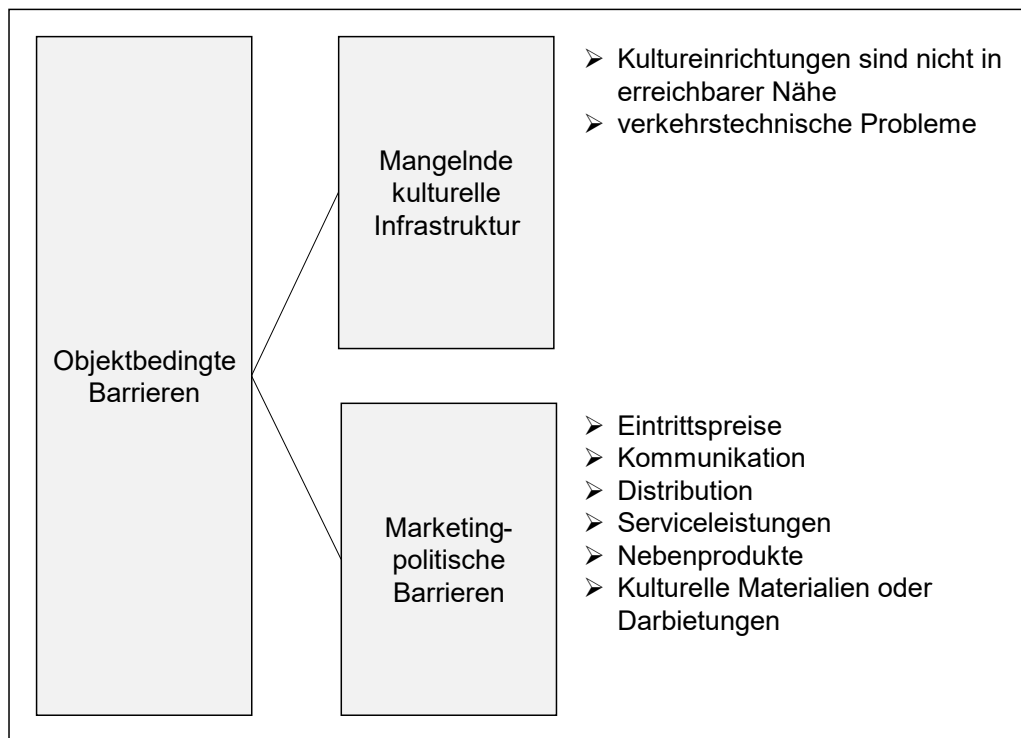 Objektbedingte
Barrieren
Mangelnde
kulturelle
Infrastruktur
➢ Kultureinrichtungen sind nicht in
erreichbarer Nähe
➢ verkehrstechnische Probleme
Marketing-
politische
Barrieren
➢ Eintrittspreise
➢ Kommunikation
➢ Distribution
➢ Serviceleistungen
➢ Nebenprodukte
➢ Kulturelle Materialien oder
Darbietungen